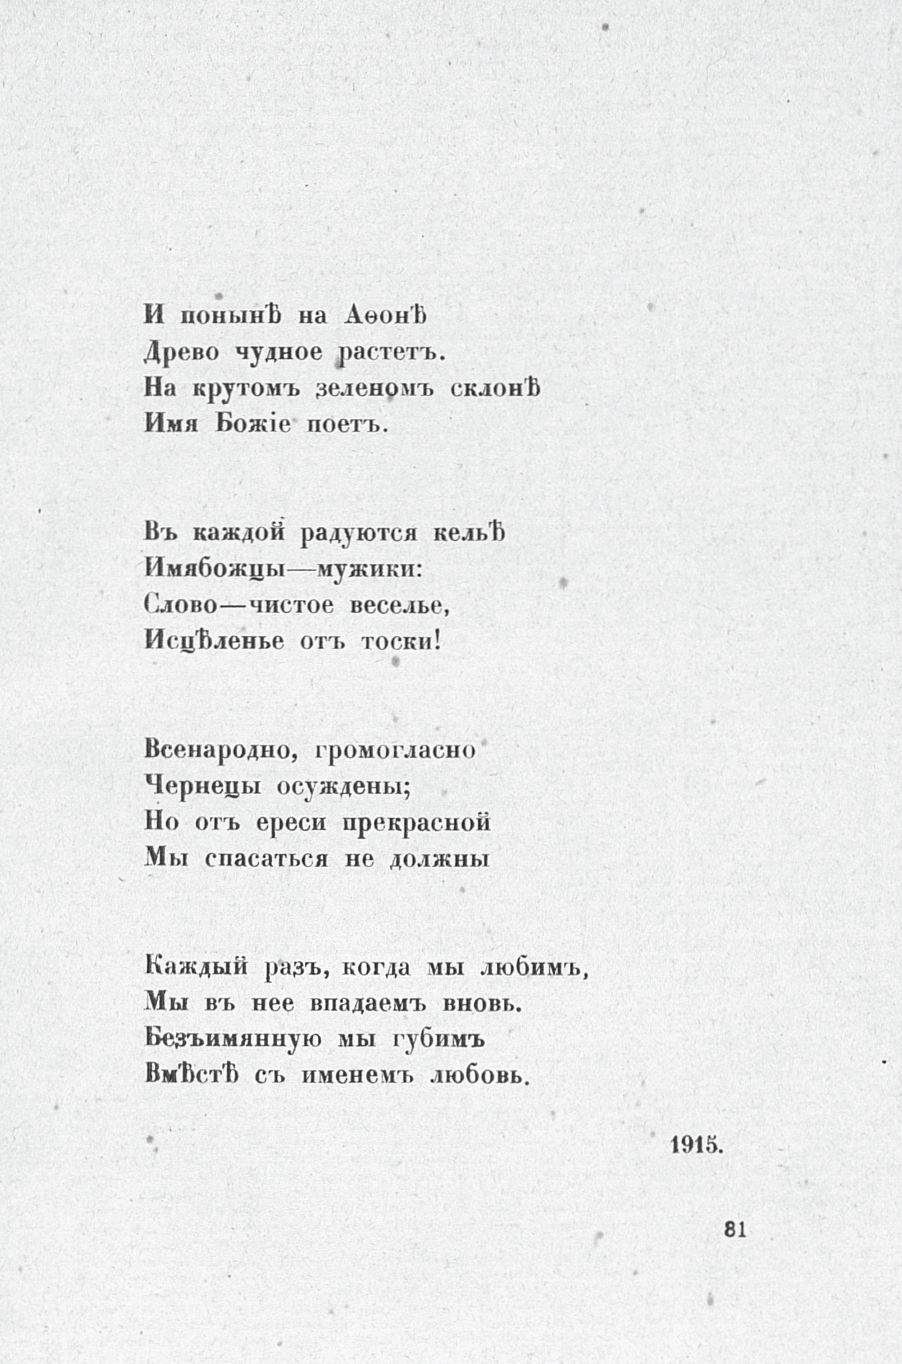 И понынѣ на Аѳонѣ
Древо чудное растетъ.
На крутомъ зеленомъ склонѣ
Имя Божіе поетъ.
Въ каждой радуются кельѣ
Имябожцы—мужики:
Слово—чистое веселье,
Исцѣленье отъ тоски!
Всенародно, громогласно
Чернецы осуждены;
Но отъ ереси прекрасной
Мы спасаться не должны
Каждый разъ, когда мы любимъ,
Мы въ нее впадаемъ вновь.
Безъимянную мы губимъ
Вмѣстѣ съ именемъ любовь.
1915.
81